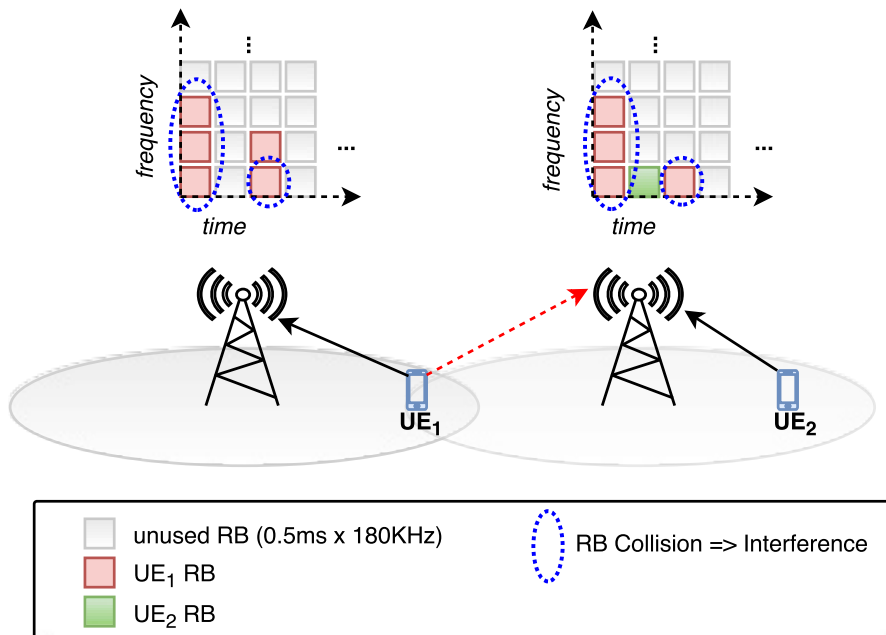 frequency
time
...
...
frequency
time
...
...
UE1
UE2
unused RB (0.5ms x 180KHz)
UE1 RB
UE2 RB
RB Collision => Interference